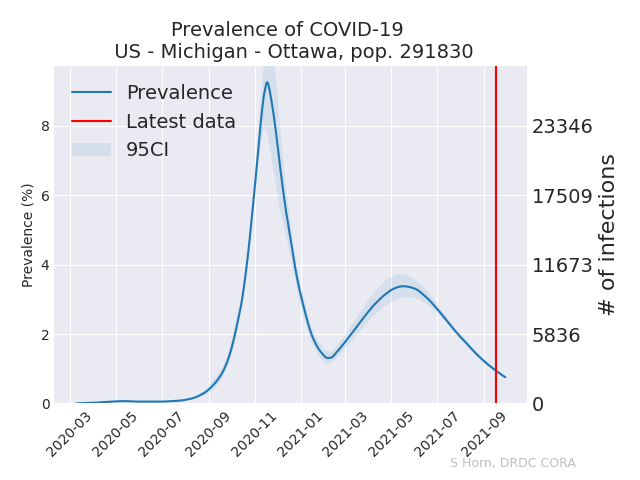 Prevalence of COVID-19
US - Michigan - Ottawa, pop. 291830
Prevalence
Latest data
95CI
Prevalence (%)
8
6
4
2
0
23346
17509
11673
5836
0
# of infections
2020-03
2020-05
2020-07
2020-09
2020-11
2021-01
2021-03
2021-05
2021-07
2021-09
S Horn, DRDC CORA